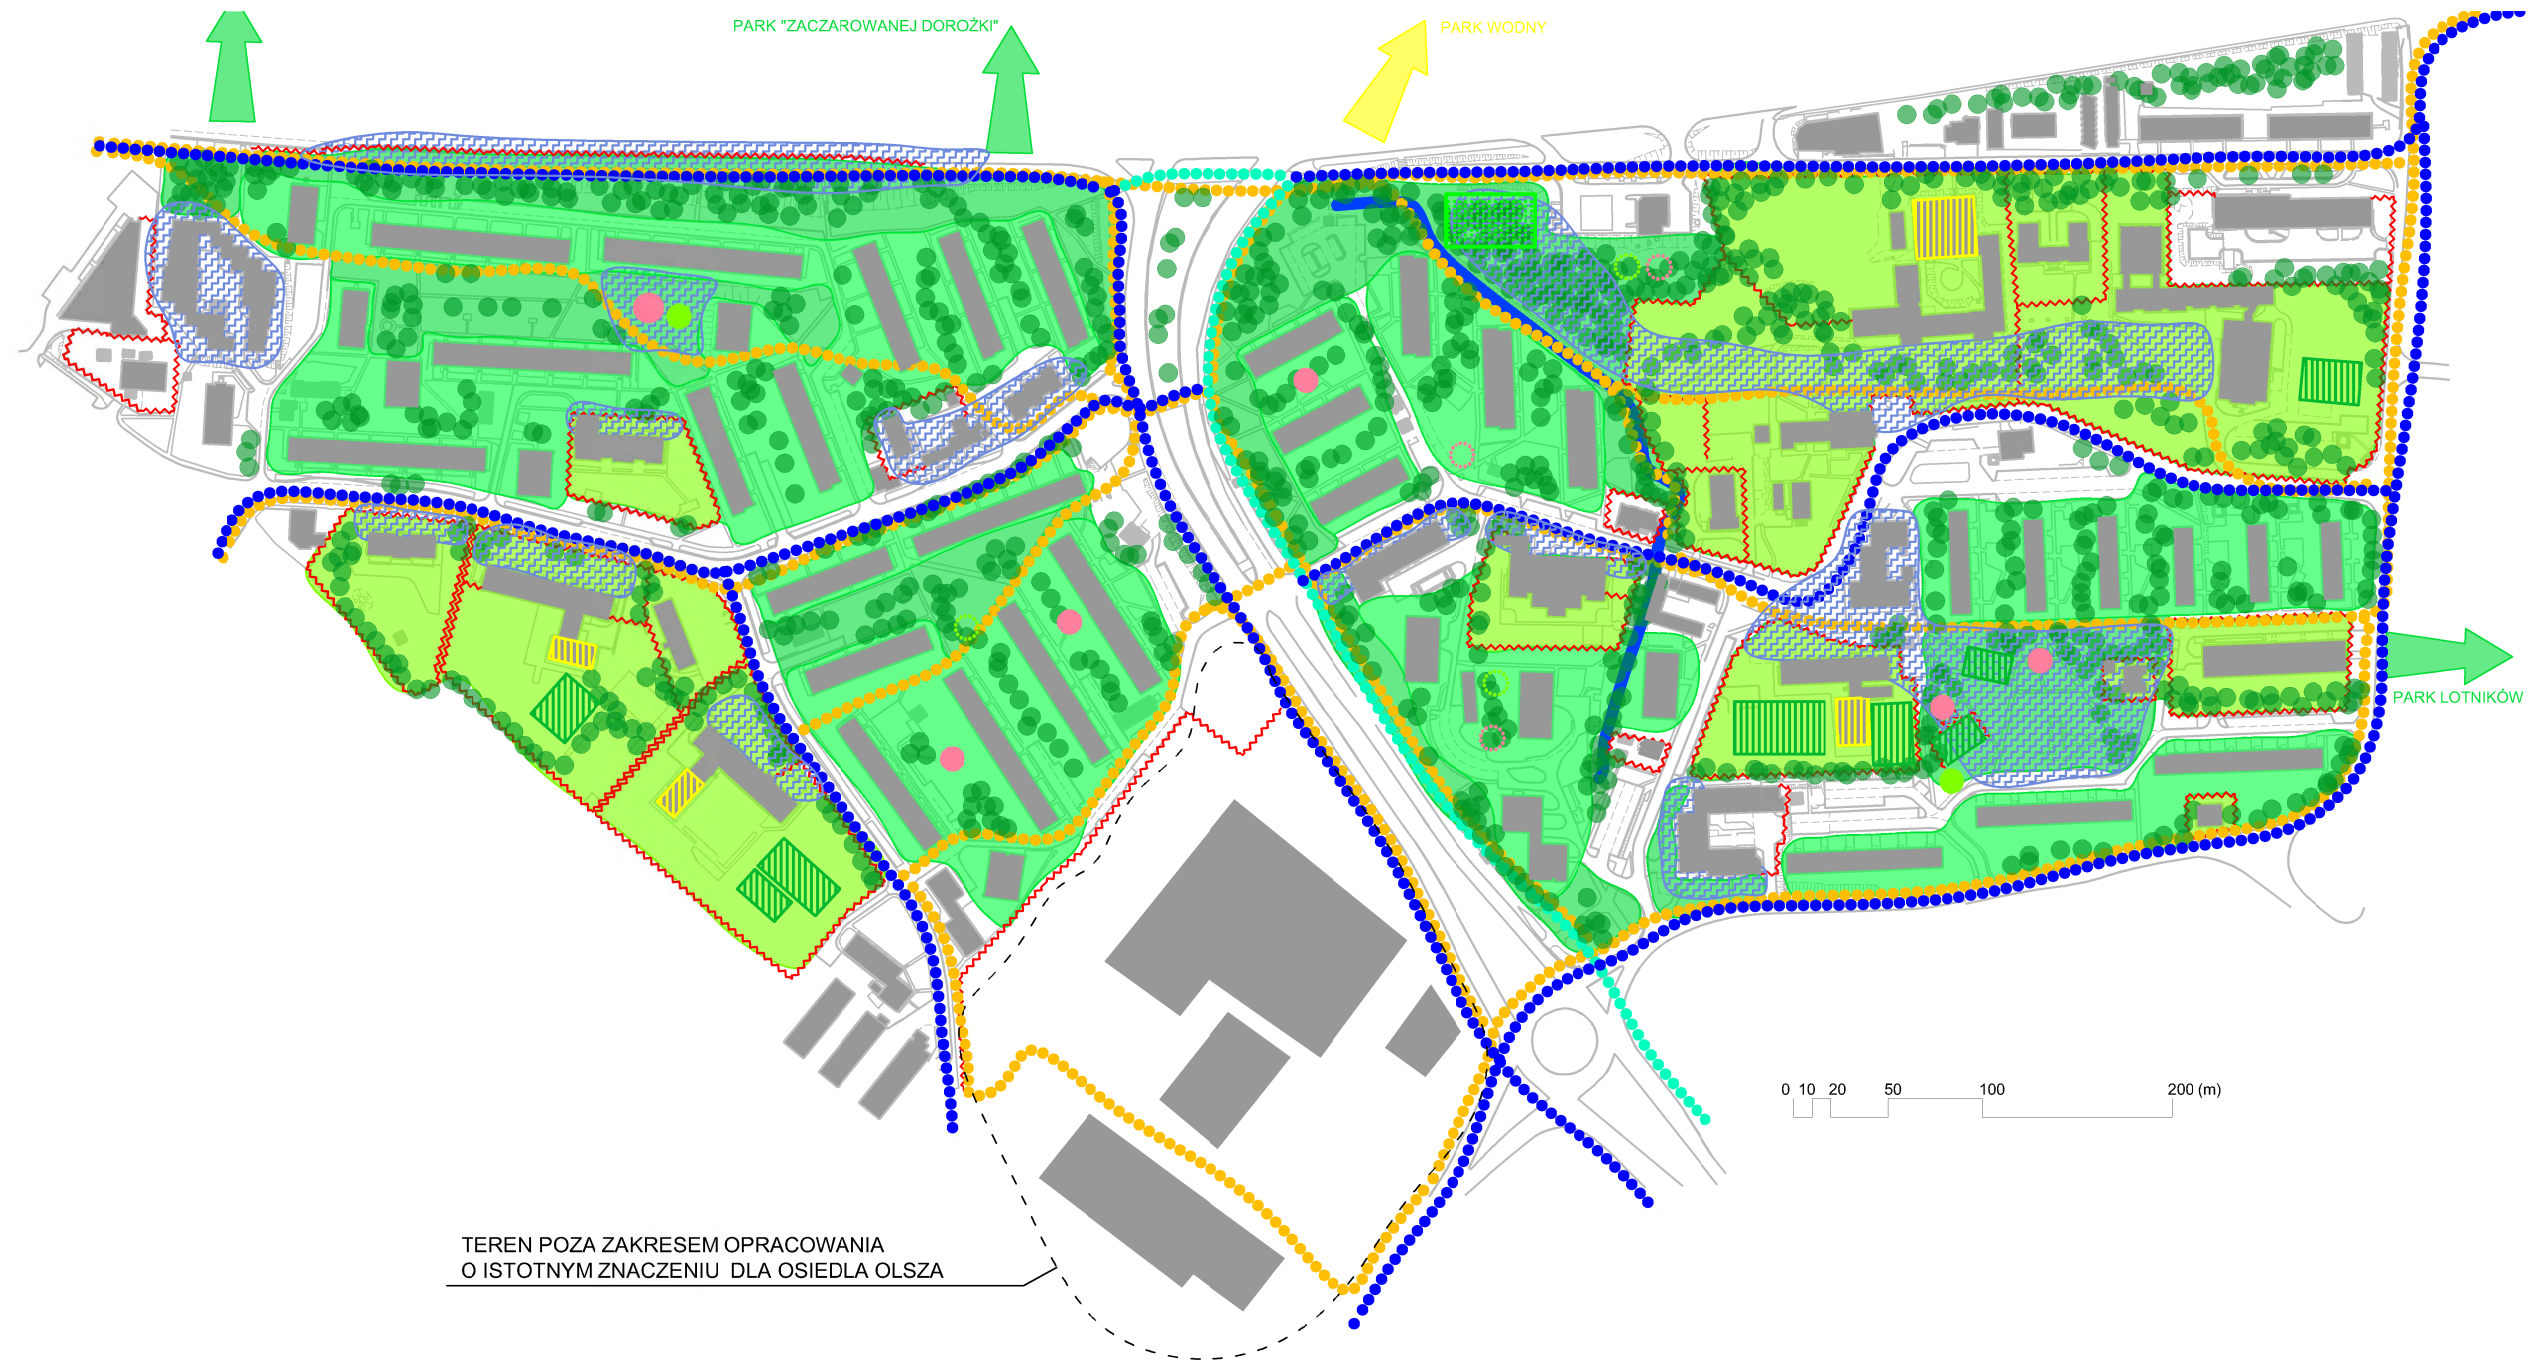 PARK "ZACZAROWANEJ DOROŻKI"
PARK WODNY
PARK LOTNIKÓW
0 10 20 50 100 200 (m)
TEREN POZA ZAKRESEM OPRACOWANIA
O ISTOTNYM ZNACZENIU DLA OSIEDLA OLSZA